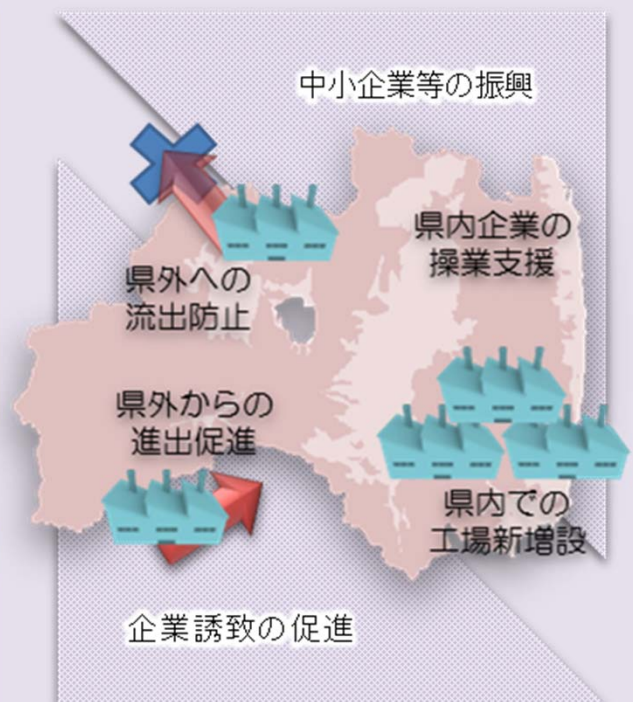 中小企業等の振興
県内企業の
操業支援
県外への
流出防止
県外からの
進出促進
県内での
工場新増設
企業誘致の促進